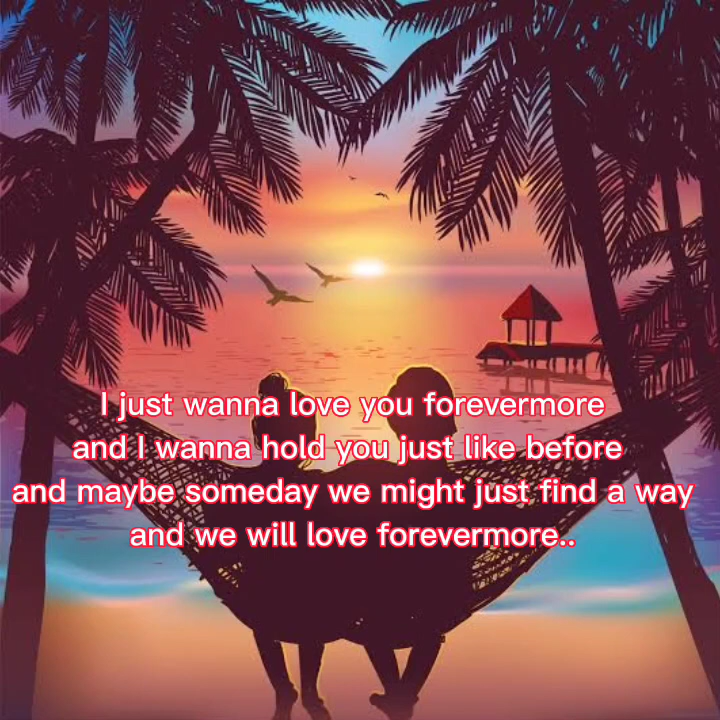 I just wanna love you forevermore
and I wanna hold you just like before
and maybe someday we might just find a way
and we will love forevermore..